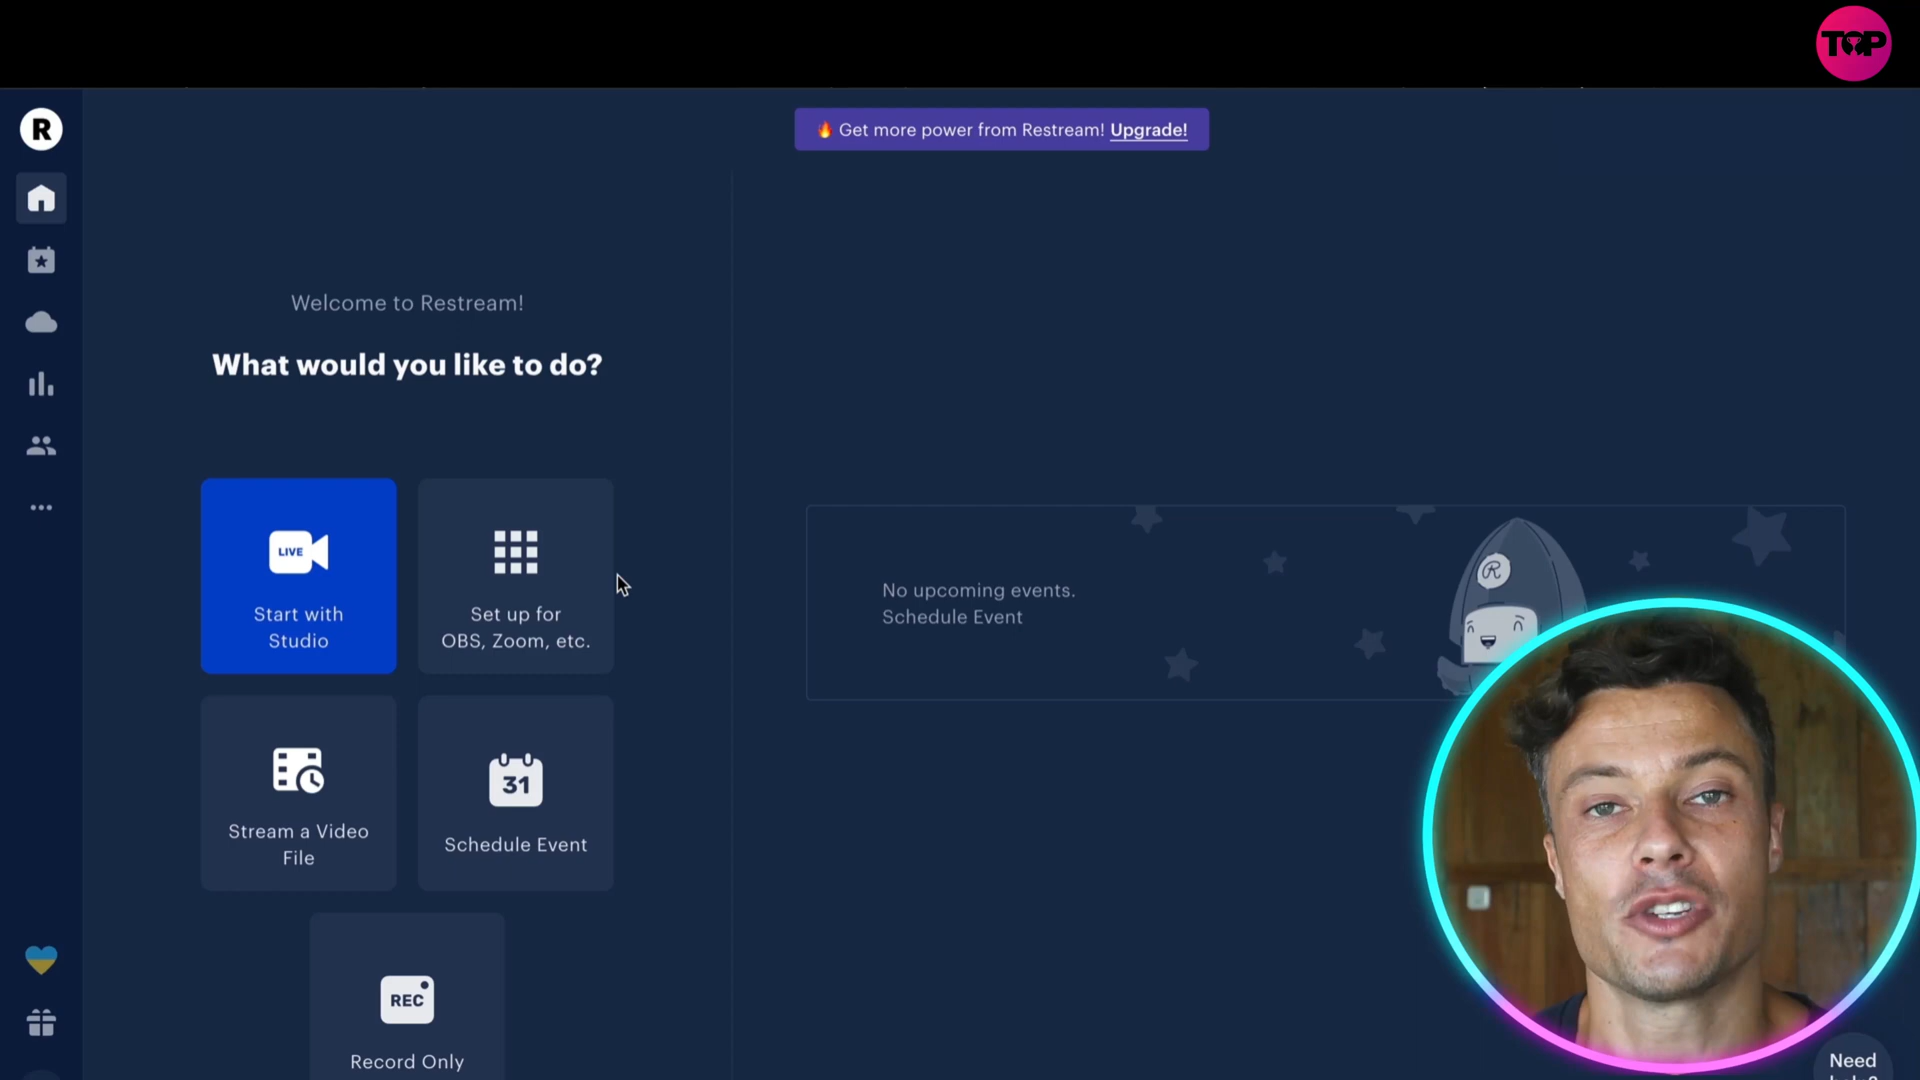 TOP
R
🔥 Get more power from Restream! Upgrade!
Welcome to Restream!
What would you like to do?
LIVE
Start with
Studio
Set up for
OBS, Zoom, etc.
Stream a Video
File
31
Schedule Event
REC
Record Only
No upcoming events.
Schedule Event
R
Need